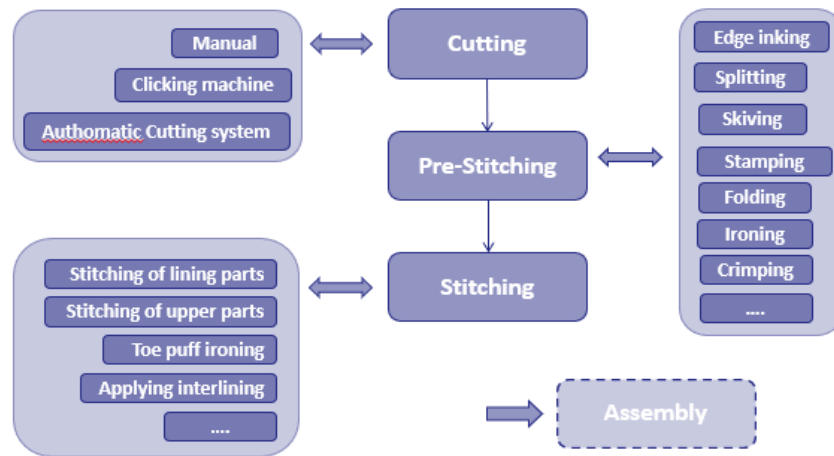 Manual
Clicking machine
Authomatic Cutting system
Cutting
Pre-Stitching
Stitching
Edge inking
Splitting
Skiving
Stamping
Folding
Ironing
Crimping
....
Stitching of lining parts
Stitching of upper parts
Toe puff ironing
Applying interlining
....
Assembly